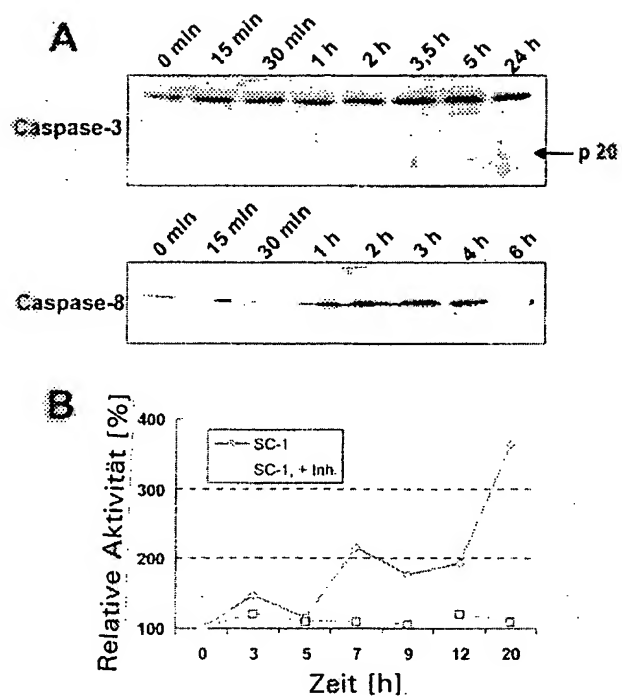 A
0 min 15 min 30 min 1 h 2 h 3,5 h 5 h 24 h
Caspase-3
p 20
0 min 15 min 30 min 1 h 2 h 3 h 4 h 6 h
Caspase-8
B
Relative Aktivität [%]
400
300
200
100
SC-1
SC-1, + Inh.
0 3 5 7 9 12 20
Zeit [h]